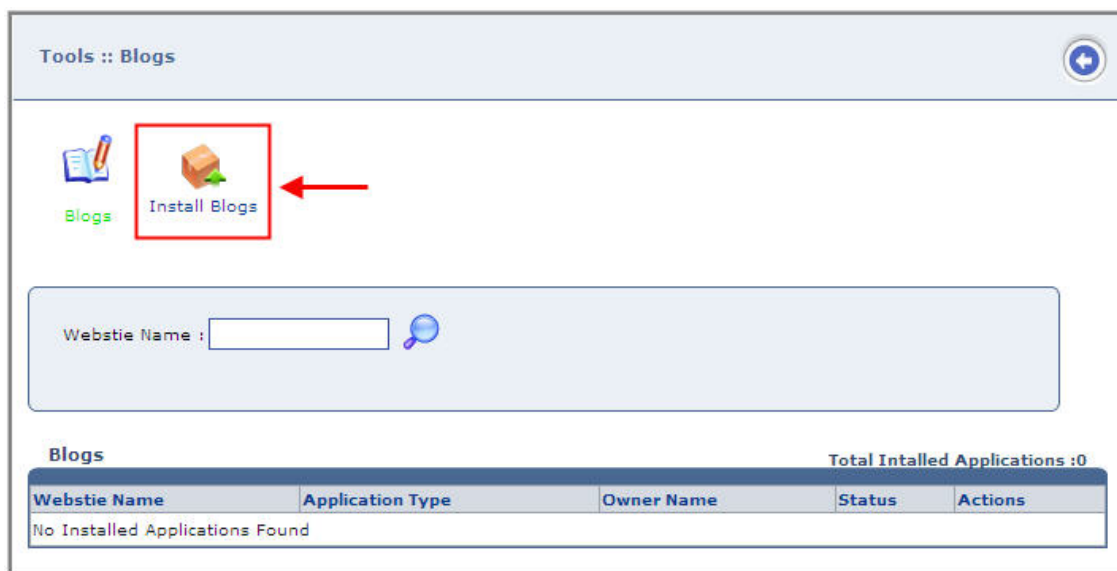 Tools :: Blogs
Blogs
Install Blogs
Webstie Name :
Blogs
Total Intalled Applications :0
Webstie Name Application Type Owner Name Status Actions
No Installed Applications Found